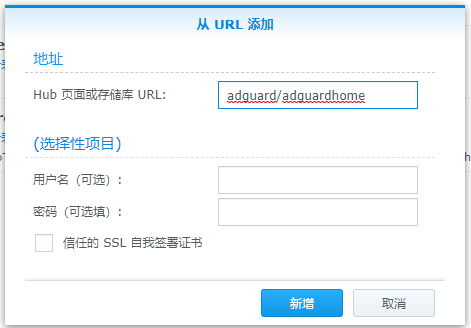 从 URL 添加
地址
Hub 页面或存储库 URL:
adguard/adguardhome
(选择性项目)
用户名（可选）:
密码（可选填）:
信任的 SSL 自我签署证书
新增
取消